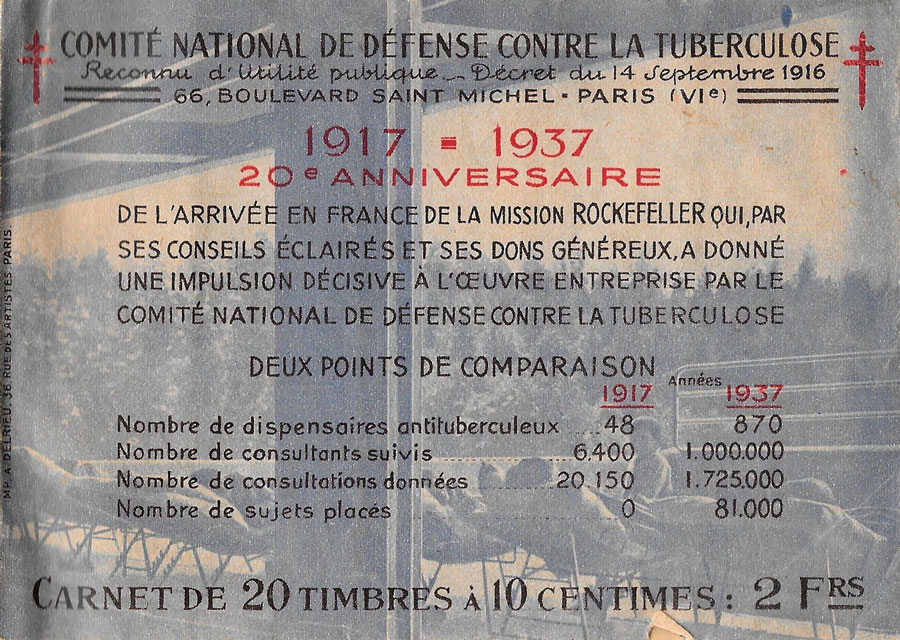 COMITÉ NATIONAL DE DÉFENSE CONTRE LA TUBERCULOSE
Reconnu d'Utilité publique _ Décret du 14 Septembre 1916
66, BOULEVARD SAINT MICHEL - PARIS (VIe)
1917 = 1937
20e ANNIVERSAIRE
DE L'ARRIVÉE EN FRANCE DE LA MISSION ROCKEFELLER QUI, PAR
SES CONSEILS ÉCLAIRÉS ET SES DONS GÉNÉREUX, A DONNÉ
UNE IMPULSION DÉCISIVE À L'ŒUVRE ENTREPRISE PAR LE
COMITÉ NATIONAL DE DÉFENSE CONTRE LA TUBERCULOSE
DEUX POINTS DE COMPARAISON
1917 Années 1937
Nombre de dispensaires antituberculeux ... 48 870
Nombre de consultants suivis ... 6.400 1.000.000
Nombre de consultations données ... 20.150 1.725.000
Nombre de sujets placés ... 0 81.000
CARNET DE 20 TIMBRES À 10 CENTIMES : 2 FRS
MP. A. DELRIEU, 36, RUE DES ARTISTES PARIS.